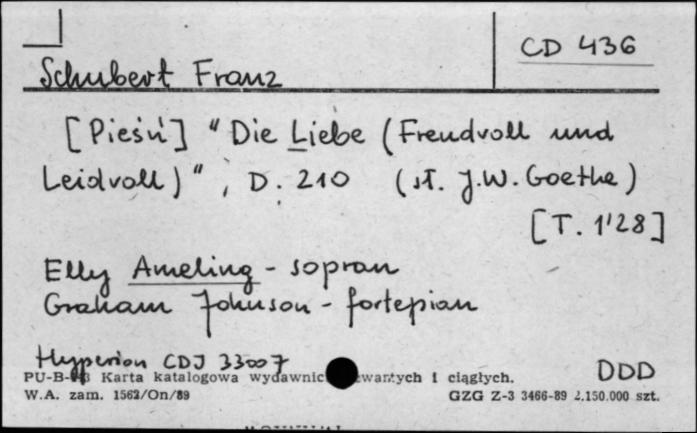 CD 436
Schubert Franz
[Pieśń] "Die Liebe (Freudvoll und
Leidvoll)", D. 210 (sł. J.W. Goethe)
[T. 1'28]
Elly Ameling - sopran
Graham Johnson - fortepian
Hyperion CDJ 33007
DDD
Karta katalogowa ciągłych.
W.A. zam. 1562/On/89 GZG Z-3 3466-89 2.150.000 szt.